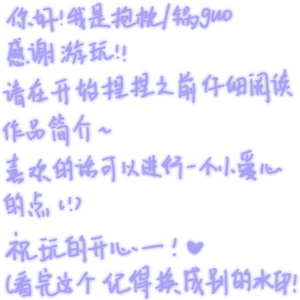 你好!我是抱枕/锅guo
感谢游玩!!
请在开始捏捏之前仔细阅读
作品简介~
喜欢的话可以进行一个小爱心
的点(!)
祝玩的开心、一!♥
(看完这个记得换成别的水印!